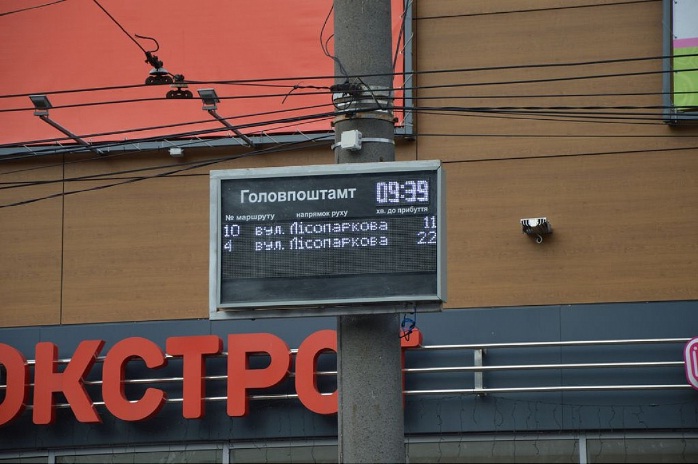 Головпоштамт 09:39
№ маршруту напрямок руху хв. до прибуття
10 вул. Лісопаркова 11
4 вул. Лісопаркова 22
ОКСТРО